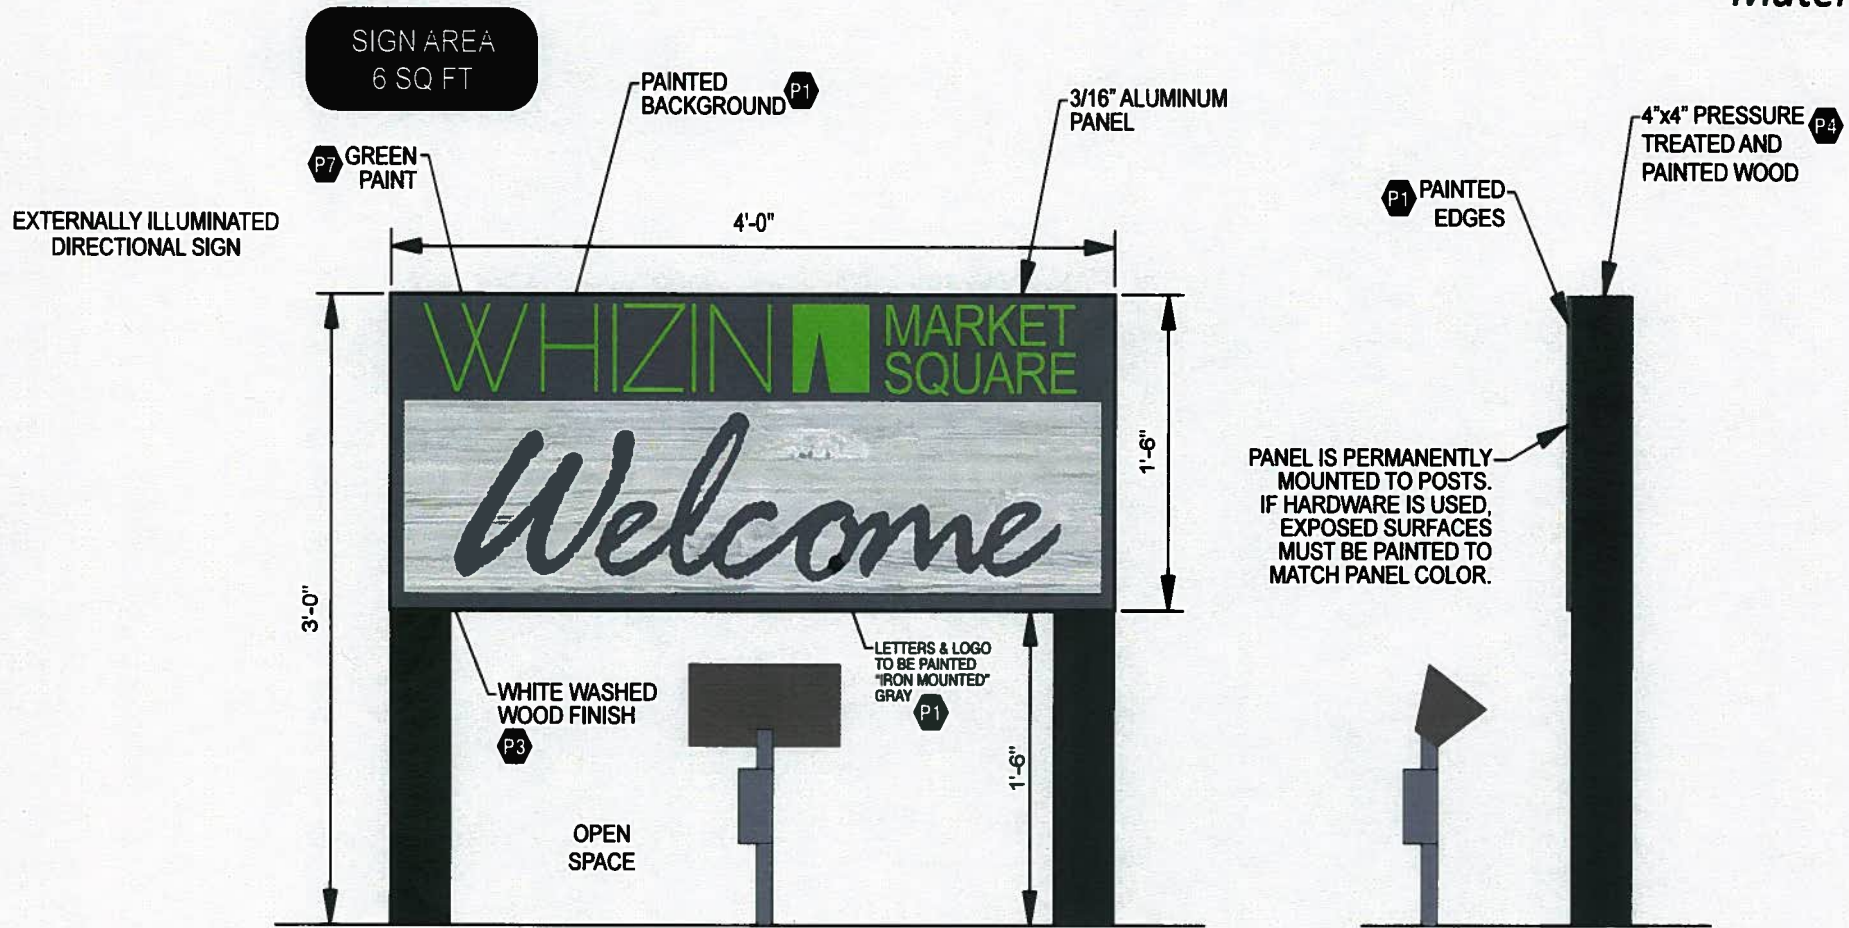 SIGN AREA
6 SQ FT
PAINTED
BACKGROUND P1
3/16" ALUMINUM
PANEL
4"x4" PRESSURE P4
TREATED AND
PAINTED WOOD
P7 GREEN
PAINT
P1 PAINTED
EDGES
EXTERNALLY ILLUMINATED
DIRECTIONAL SIGN
4'-0"
WHIZIN MARKET
SQUARE
Welcome
1'-6"
3'-0"
PANEL IS PERMANENTLY
MOUNTED TO POSTS.
IF HARDWARE IS USED,
EXPOSED SURFACES
MUST BE PAINTED TO
MATCH PANEL COLOR.
WHITE WASHED
WOOD FINISH
P3
LETTERS & LOGO
TO BE PAINTED
"IRON MOUNTED"
GRAY P1
1'-6"
OPEN
SPACE